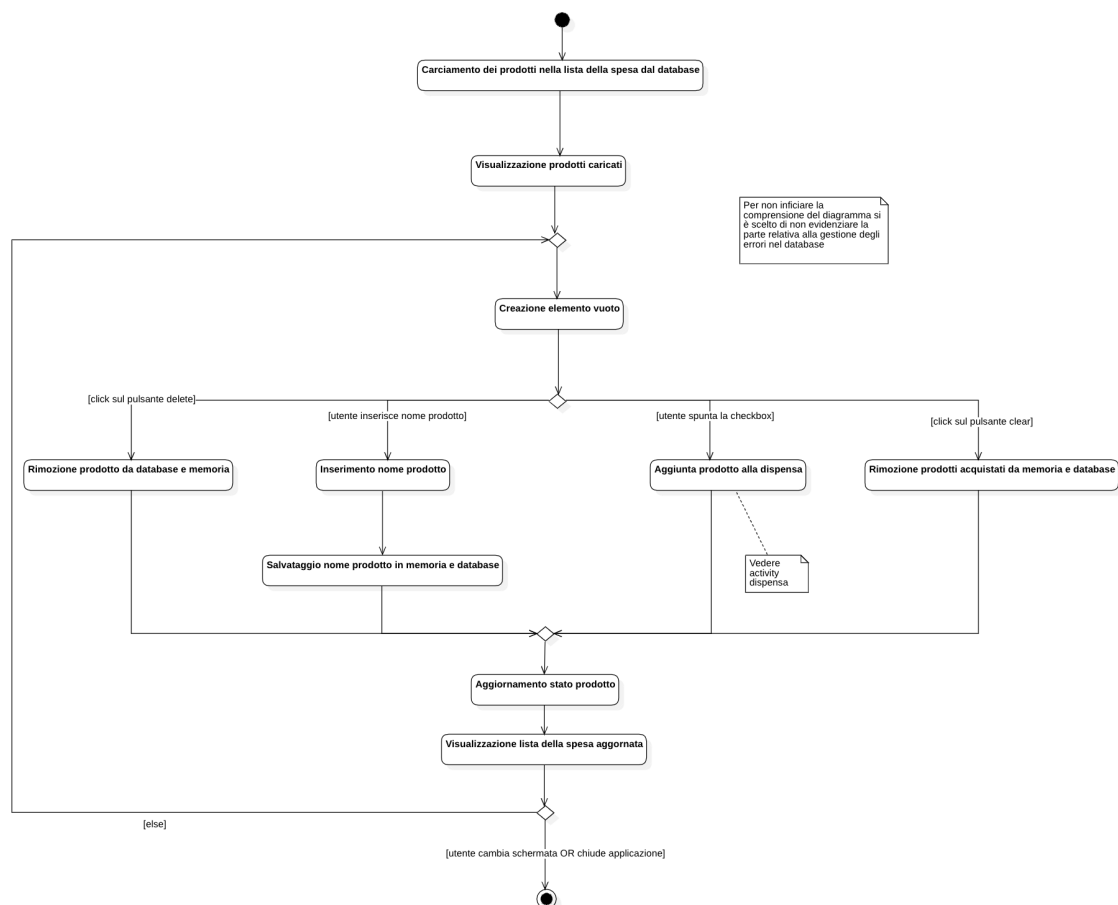 Carciamento dei prodotti nella lista della spesa dal database
Visualizzazione prodotti caricati
Per non inficiare la
comprensione del diagramma si
è scelto di non evidenziare la
parte relativa alla gestione degli
errori nel database
Creazione elemento vuoto
[click sul pulsante delete]
[utente inserisce nome prodotto]
[utente spunta la checkbox]
[click sul pulsante clear]
Rimozione prodotto da database e memoria
Inserimento nome prodotto
Aggiunta prodotto alla dispensa
Rimozione prodotti acquistati da memoria e database
Salvataggio nome prodotto in memoria e database
Vedere
activity
dispensa
Aggiornamento stato prodotto
Visualizzazione lista della spesa aggornata
[else]
[utente cambia schermata OR chiude applicazione]